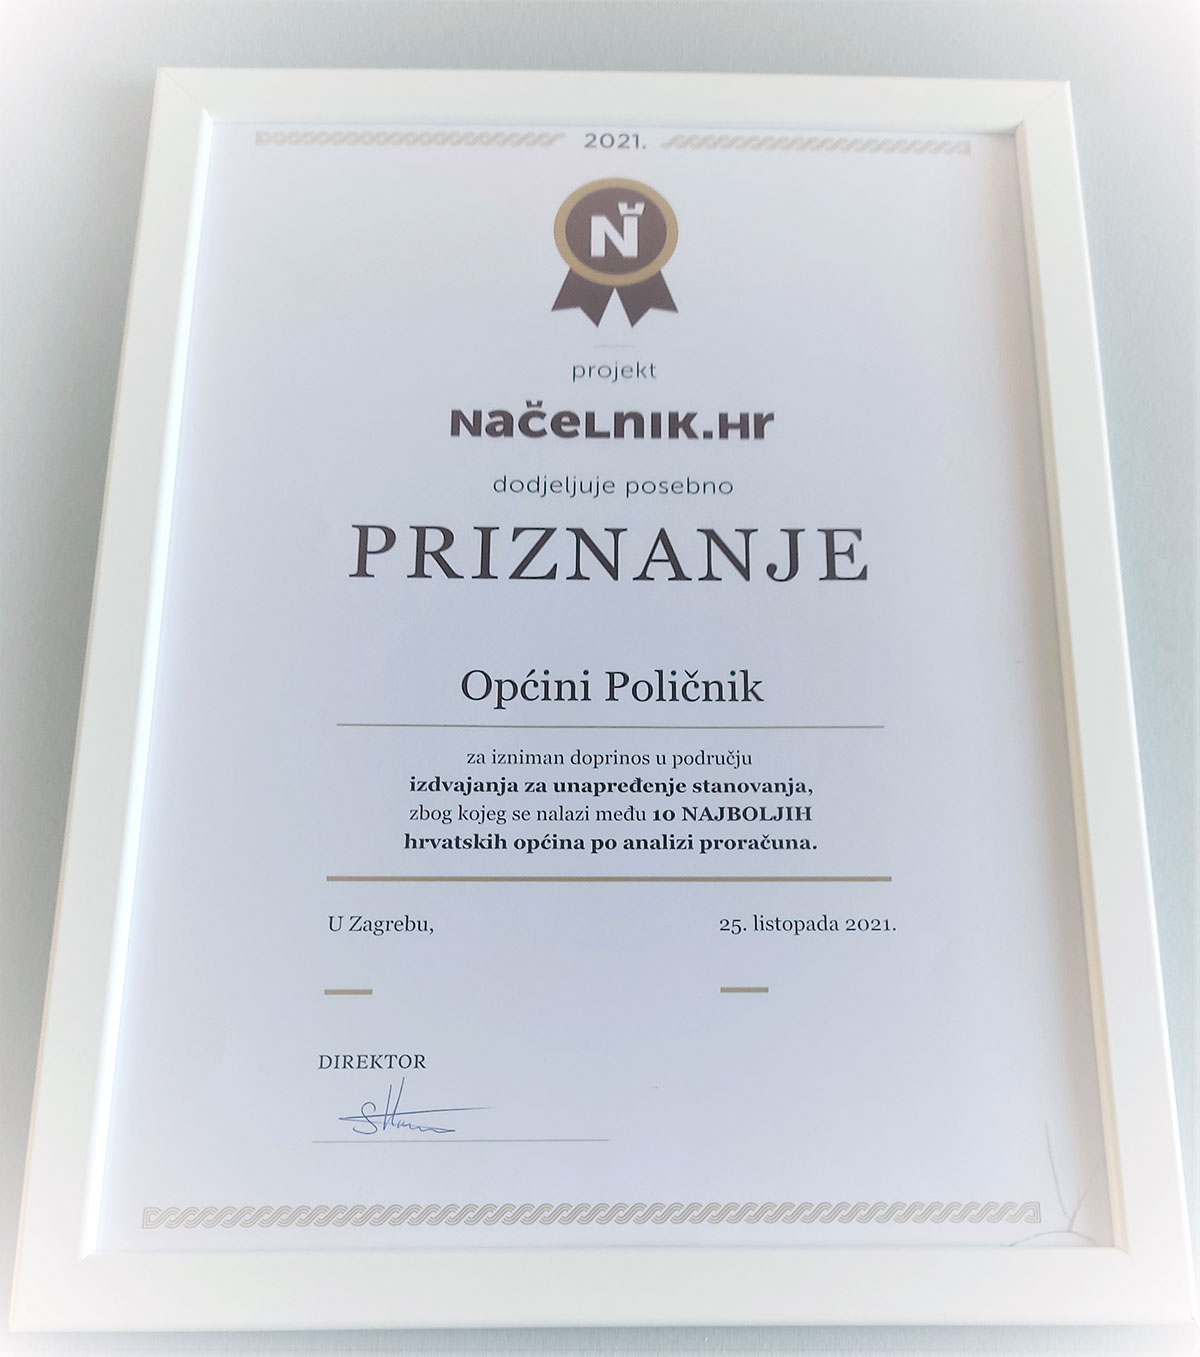 2021.
N
projekt
Načelnik.Hr
dodjeljuje posebno
PRIZNANJE
Općini Poličnik
za izniman doprinos u području
izdvajanja za unapređenje stanovanja,
zbog kojeg se nalazi među 10 NAJBOLJIH
hrvatskih općina po analizi proračuna.
U Zagrebu,
25. listopada 2021.
DIREKTOR